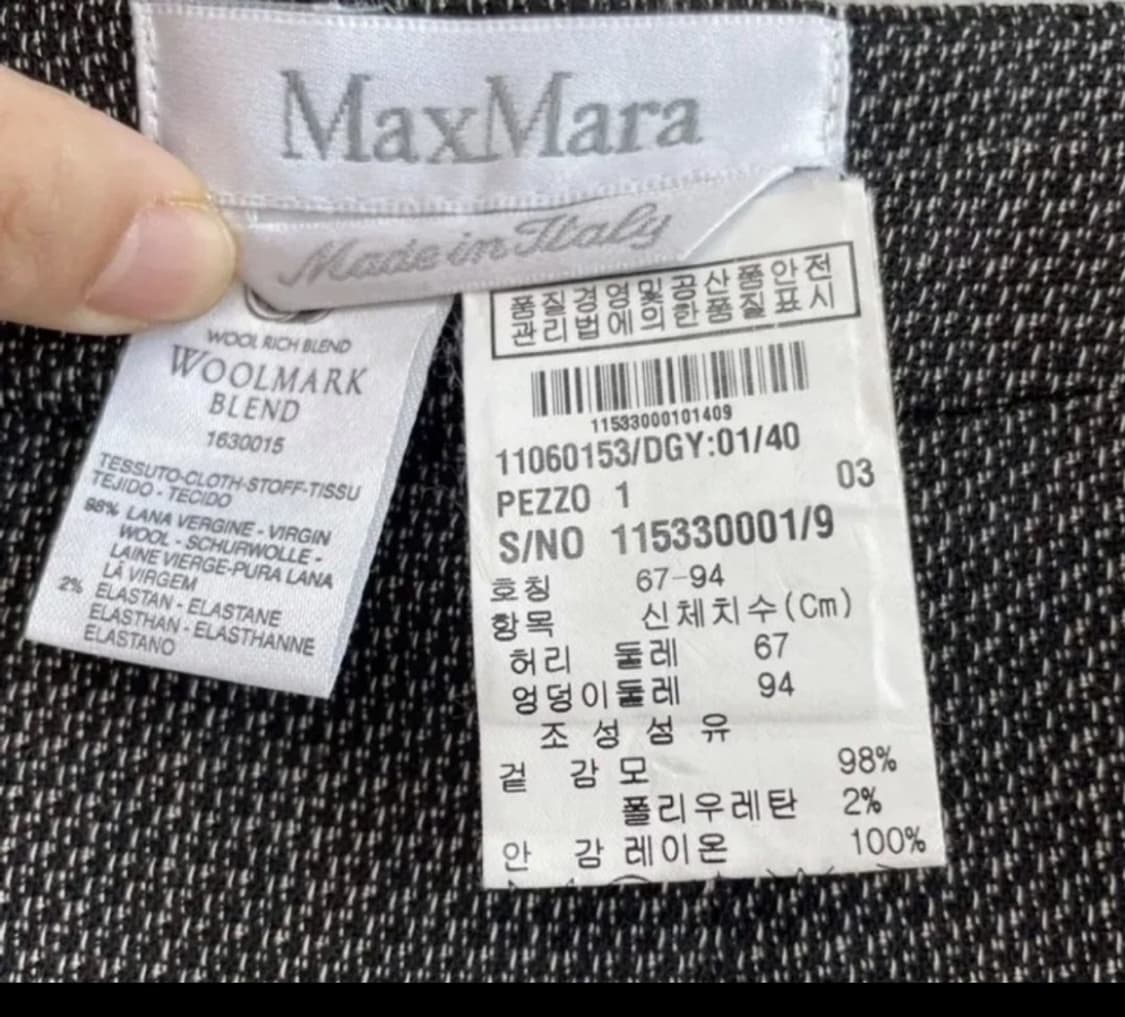 MaxMara
Made in Italy
WOOL RICH BLEND
WOOLMARK
BLEND
1630015
TESSUTO-CLOTH-STOFF-TISSU
TEJIDO - TECIDO
98% LANA VERGINE - VIRGIN
WOOL - SCHURWOLLE -
LAINE VIERGE-PURA LANA
LÁ VIRGEM
2% ELASTAN - ELASTANE
ELASTHAN - ELASTHANNE
ELASTANO
품질경영및공산품안전
관리법에의한품질표시
11533000101409
11060153/DGY:01/40
PEZZO 1 03
S/NO 115330001/9
호칭 67-94
항목 신체치수(Cm)
허리 둘레 67
엉덩이둘레 94
조성섬유
겉감 모 98%
폴리우레탄 2%
안감 레이온 100%